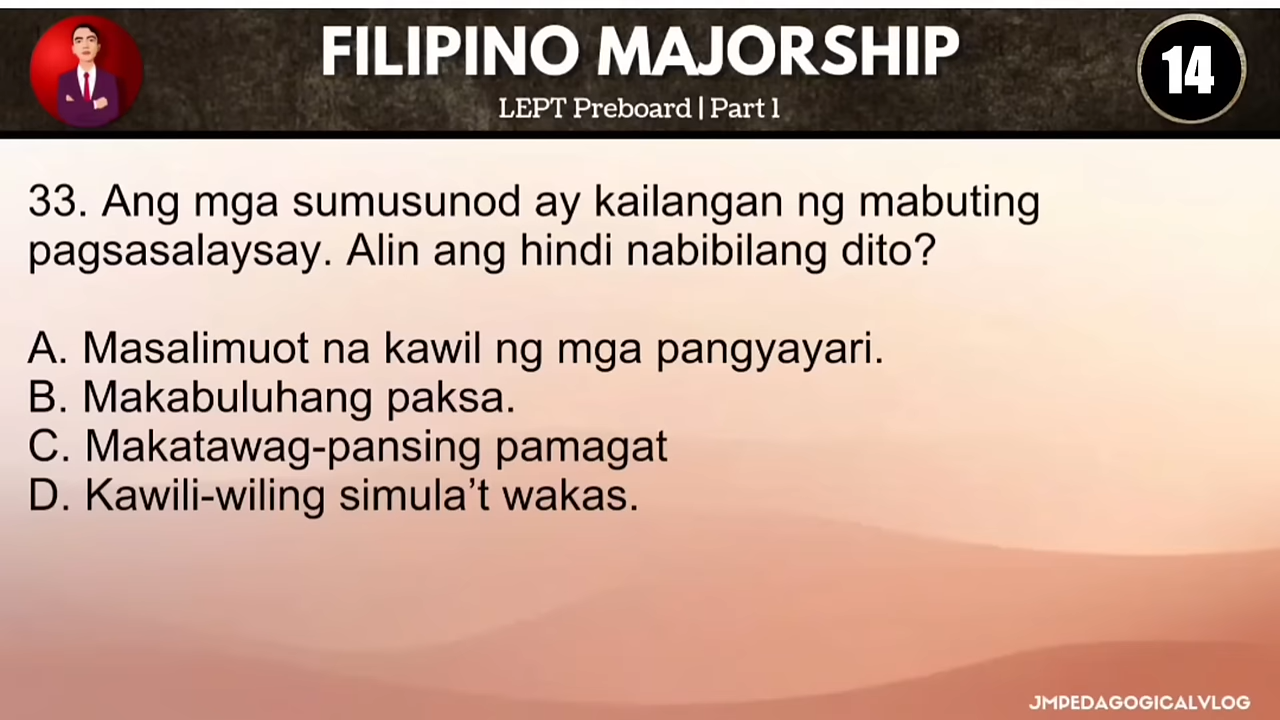 FILIPINO MAJORSHIP
LEPT Preboard | Part 1
14
33. Ang mga sumusunod ay kailangan ng mabuting
pagsasalaysay. Alin ang hindi nabibilang dito?
A. Masalimuot na kawil ng mga pangyayari.
B. Makabuluhang paksa.
C. Makatawag-pansing pamagat
D. Kawili-wiling simula’t wakas.
JMPEDAGOGICALVLOG